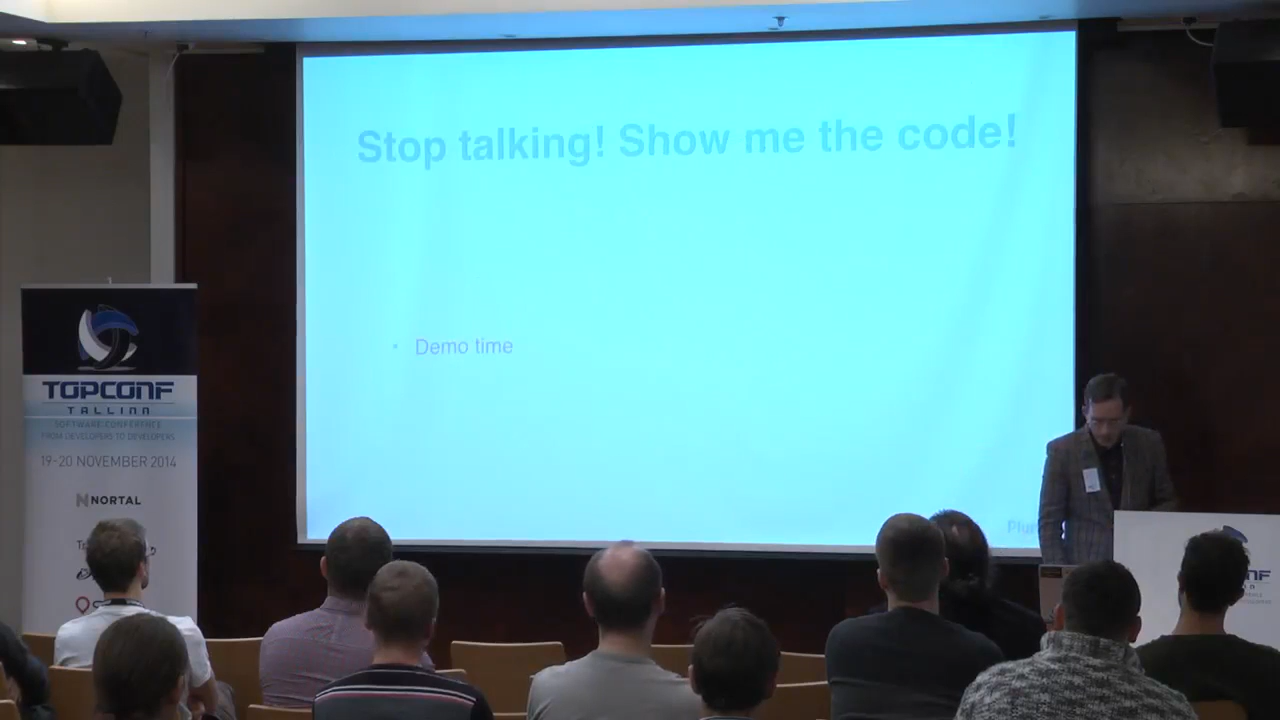 Stop talking! Show me the code!
• Demo time
TOPCONF
TALLINN
SOFTWARE CONFERENCE
FROM DEVELOPERS TO DEVELOPERS
19-20 NOVEMBER 2014
NORTAL